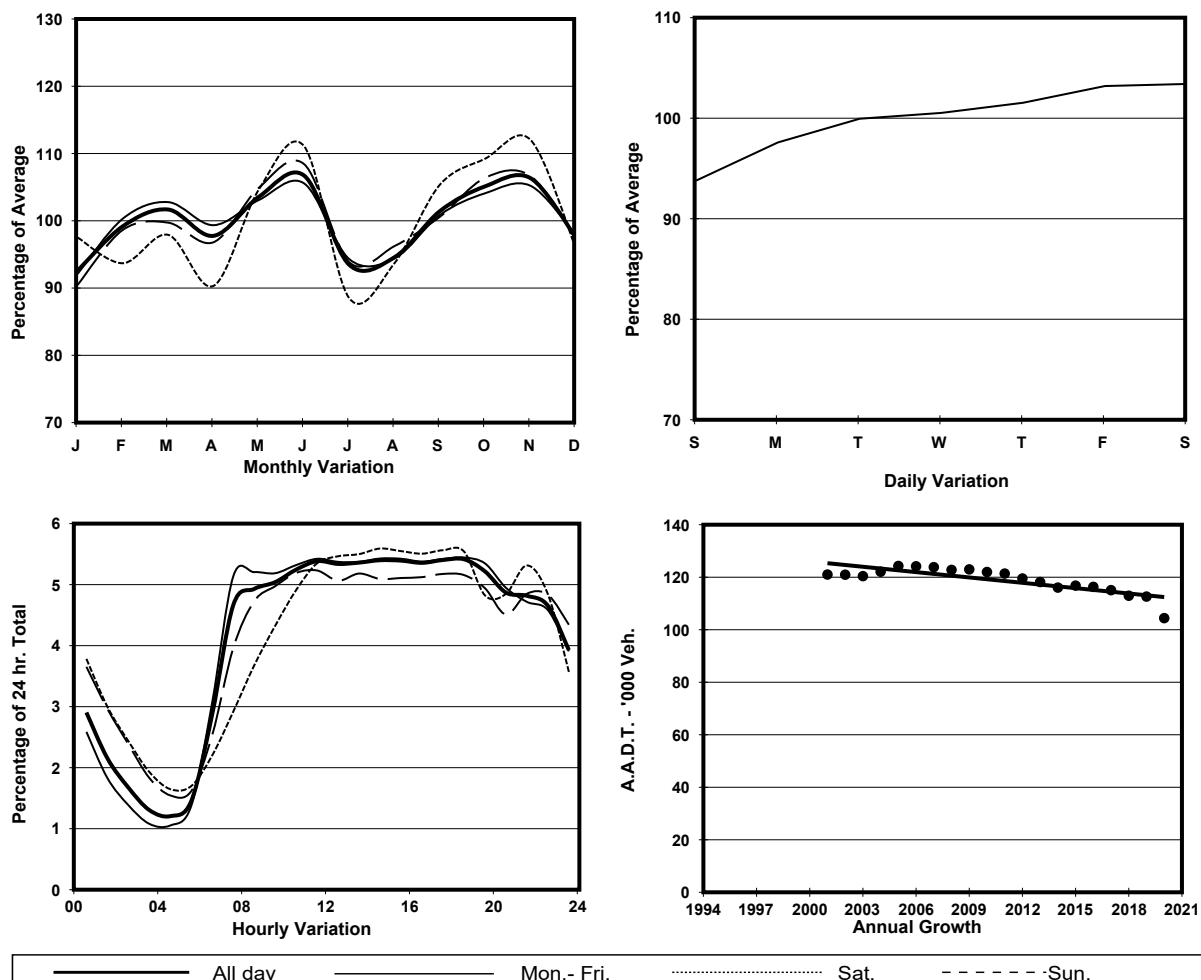 130
120
110
100
90
80
70
Percentage of Average
J F M A M J J A S O N D
Monthly Variation
110
100
90
80
70
Percentage of Average
S M T W T F S
Daily Variation
6
5
4
3
2
1
0
Percentage of 24 hr. Total
00 04 08 12 16 20 24
Hourly Variation
140
120
100
80
60
40
20
0
A.A.D.T. - '000 Veh.
1994 1997 2000 2003 2006 2009 2012 2015 2018 2021
Annual Growth
All day Mon.- Fri. Sat. Sun.